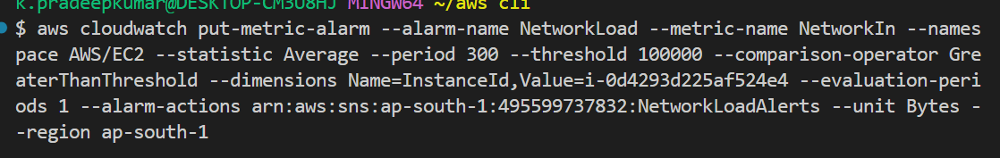 k.pradeepkumar@DESKTOP-CM3U8HJ MINGW64 ~/aws cli
$ aws cloudwatch put-metric-alarm --alarm-name NetworkLoad --metric-name NetworkIn --names
pace AWS/EC2 --statistic Average --period 300 --threshold 100000 --comparison-operator Gre
aterThanThreshold --dimensions Name=InstanceId,Value=i-0d4293d225af524e4 --evaluation-peri
ods 1 --alarm-actions arn:aws:sns:ap-south-1:495599737832:NetworkLoadAlerts --unit Bytes -
-region ap-south-1